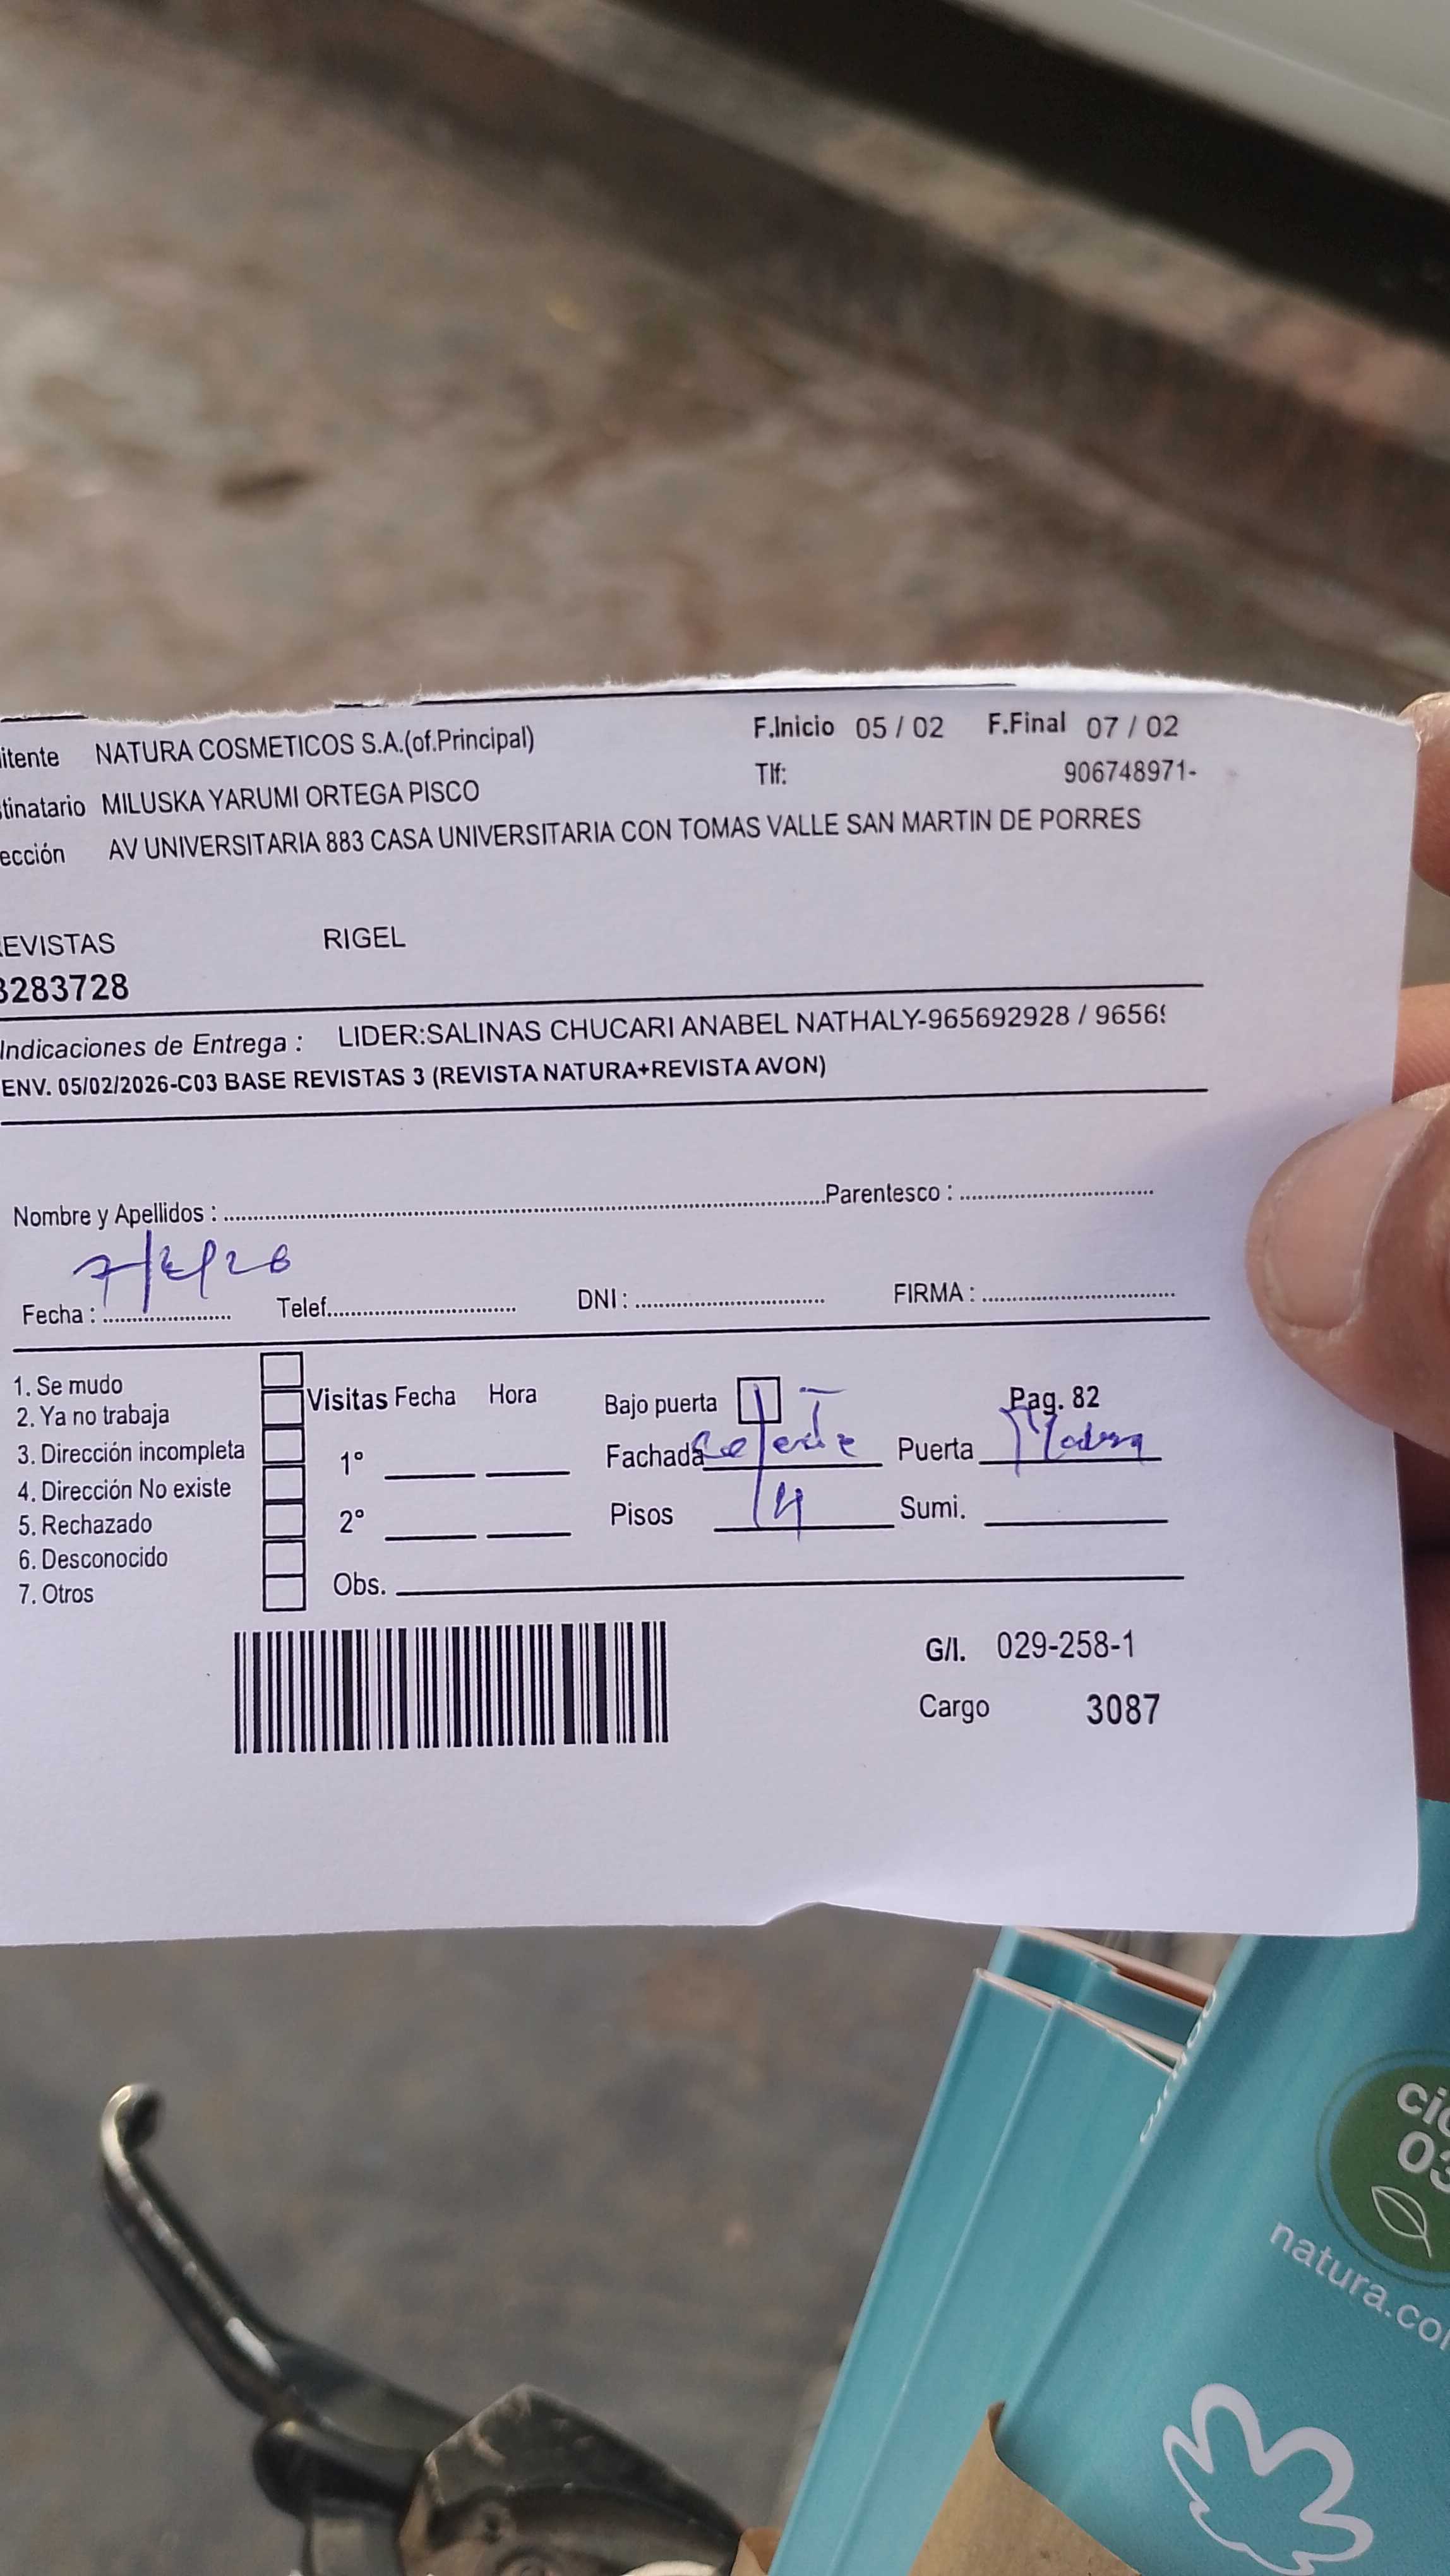 itente NATURA COSMETICOS S.A.(of.Principal) F.Inicio 05 / 02 F.Final 07 / 02
Tlf: 906748971-
tinatario MILUSKA YARUMI ORTEGA PISCO
ección AV UNIVERSITARIA 883 CASA UNIVERSITARIA CON TOMAS VALLE SAN MARTIN DE PORRES
EVISTAS RIGEL
3283728
Indicaciones de Entrega : LIDER:SALINAS CHUCARI ANABEL NATHALY-965692928 / 9656
ENV. 05/02/2026-C03 BASE REVISTAS 3 (REVISTA NATURA+REVISTA AVON)
Nombre y Apellidos : Parentesco :
7/2/26
Fecha : Telef. DNI : FIRMA :
1. Se mudo
2. Ya no trabaja
3. Dirección incompleta
4. Dirección No existe
5. Rechazado
6. Desconocido
7. Otros
Visitas Fecha Hora
1°
2°
Obs.
Bajo puerta Pag. 82
Fachada Celeste Puerta Madera
Pisos 4 Sumi.
G/I. 029-258-1
Cargo 3087
cic
03
natura.co